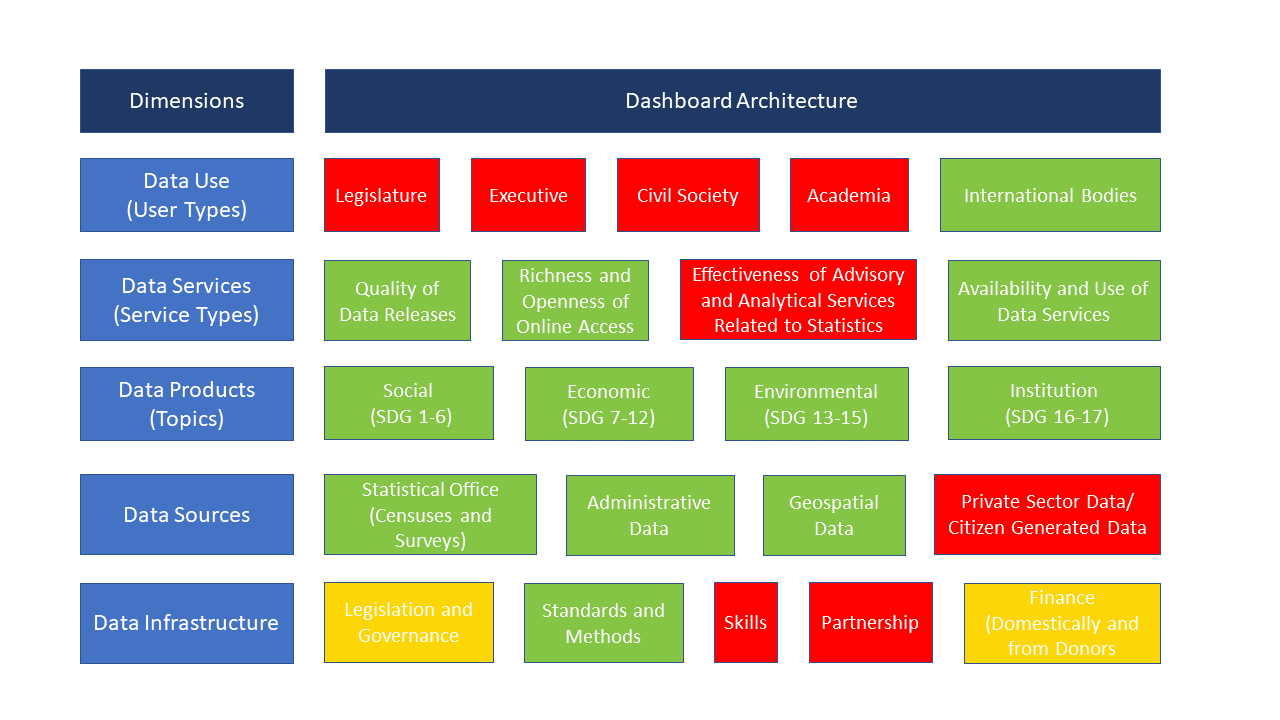 Dimensions
Dashboard Architecture
Data Use
(User Types)
Legislature
Executive
Civil Society
Academia
International Bodies
Data Services
(Service Types)
Quality of
Data Releases
Richness and
Openness of
Online Access
Effectiveness of Advisory
and Analytical Services
Related to Statistics
Availability and Use of
Data Services
Data Products
(Topics)
Social
(SDG 1-6)
Economic
(SDG 7-12)
Environmental
(SDG 13-15)
Institution
(SDG 16-17)
Data Sources
Statistical Office
(Censuses and
Surveys)
Administrative
Data
Geospatial
Data
Private Sector Data/
Citizen Generated Data
Data Infrastructure
Legislation and
Governance
Standards and
Methods
Skills
Partnership
Finance
(Domestically and
from Donors